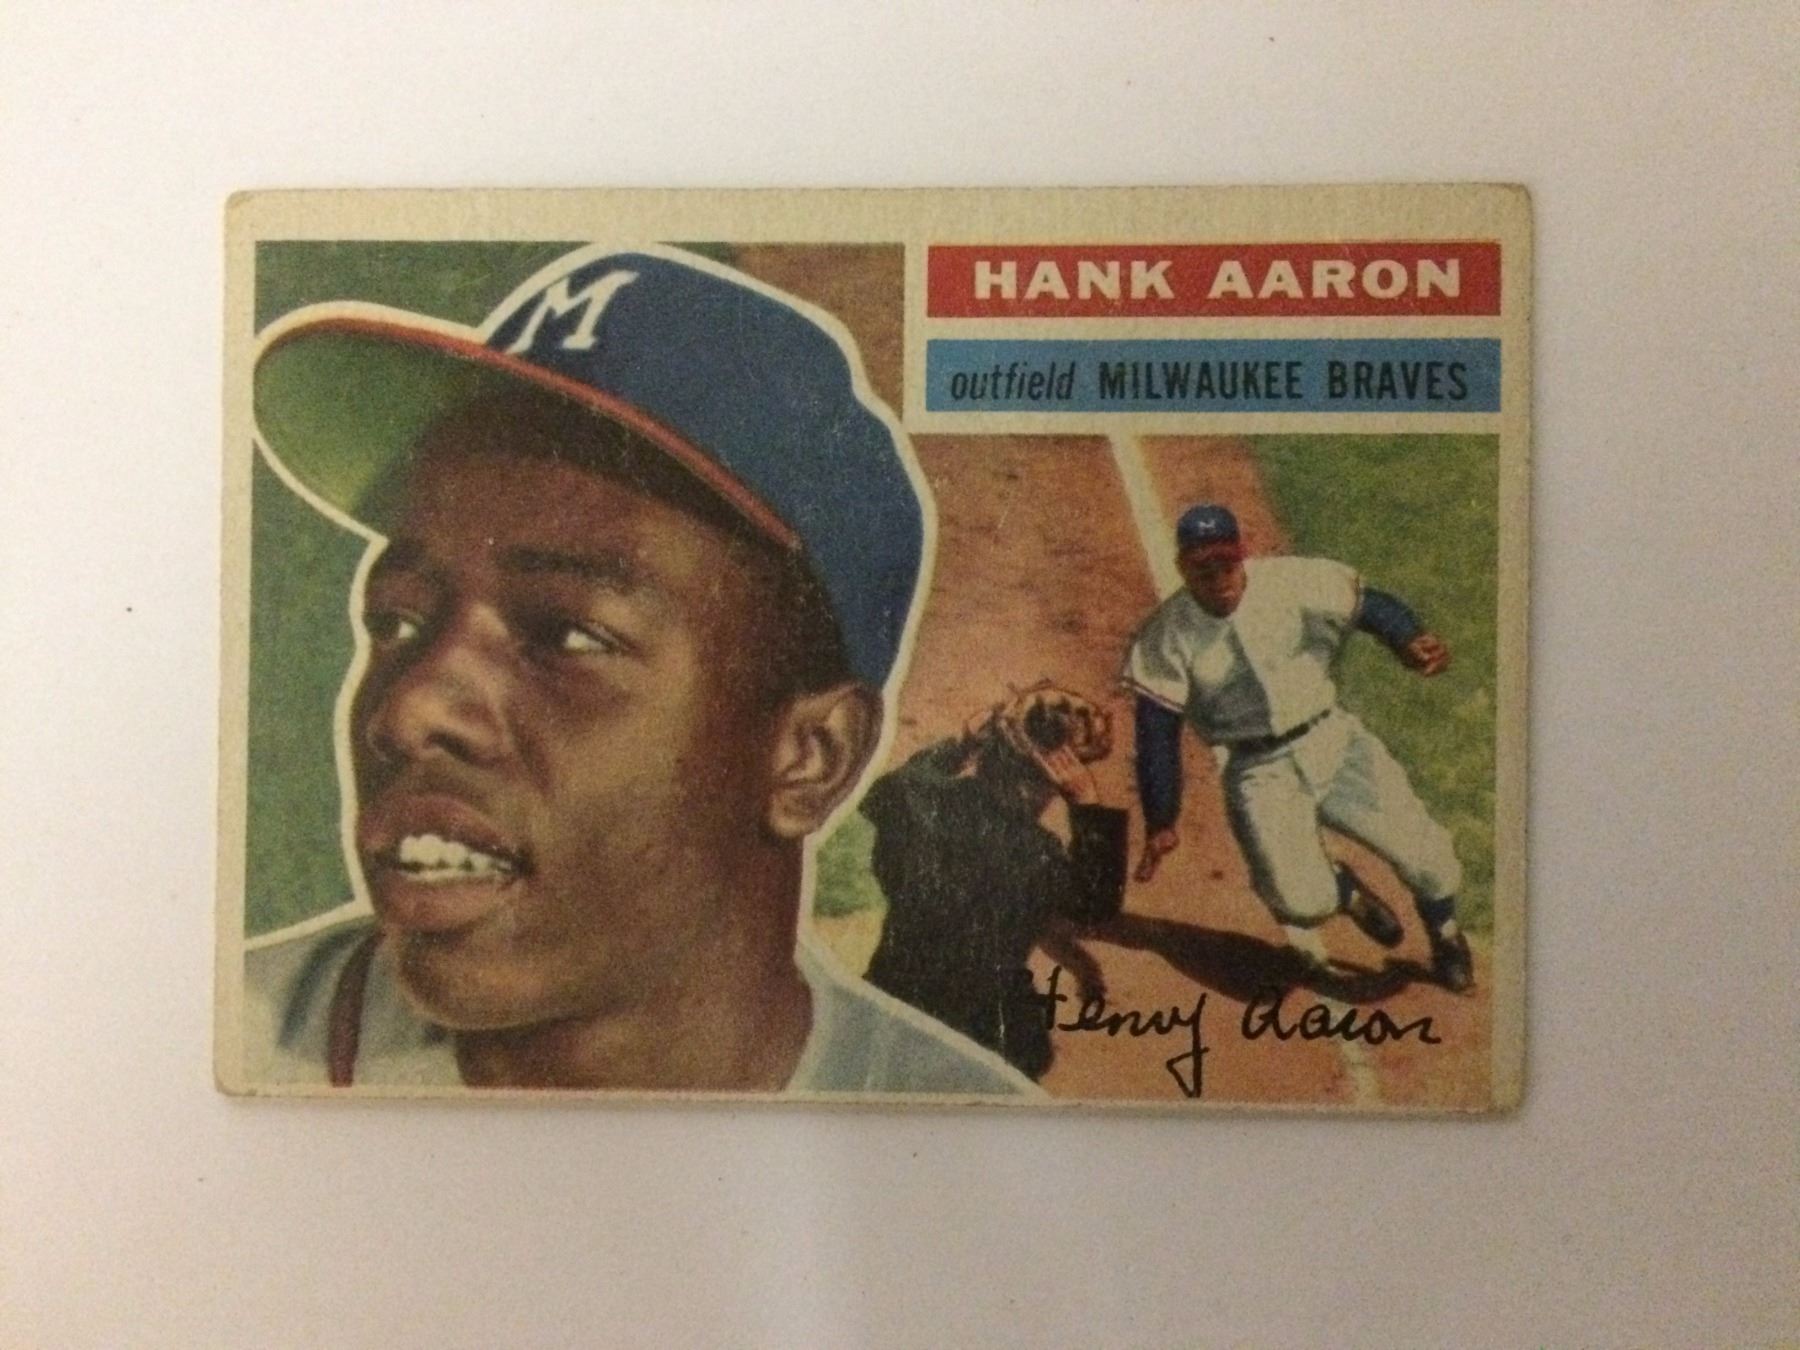 M
HANK AARON
outfield MILWAUKEE BRAVES
M
Henry Aaron